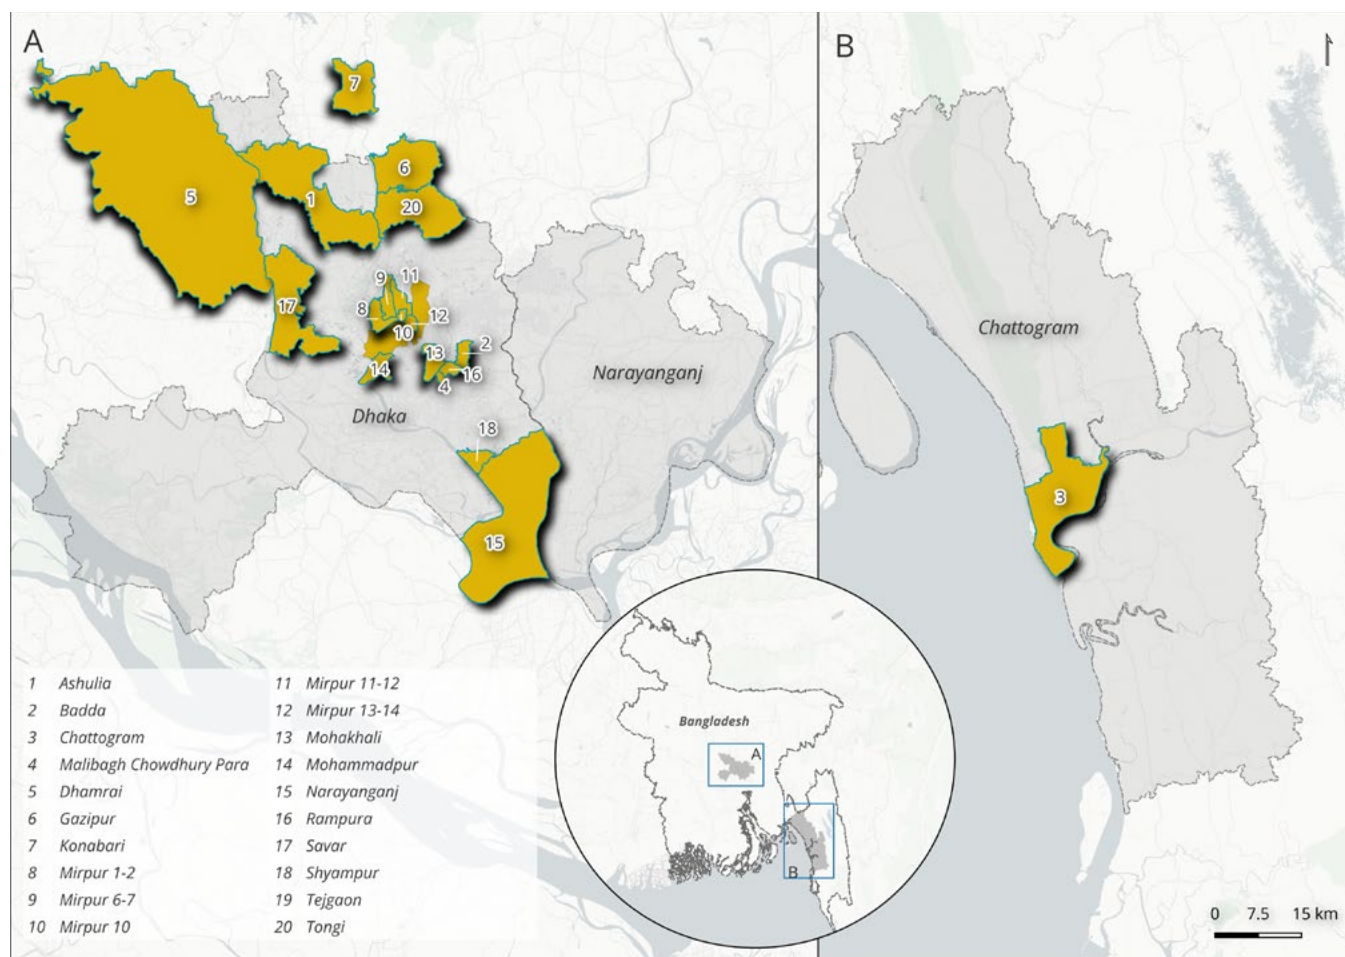 A
B
7
6
5
1
20
9
11
17
8
12
10
2
13
14
16
4
Chattogram
Narayanganj
Dhaka
18
3
15
1 Ashulia
2 Badda
3 Chattogram
4 Malibagh Chowdhury Para
5 Dhamrai
6 Gazipur
7 Konabari
8 Mirpur 1-2
9 Mirpur 6-7
10 Mirpur 10
11 Mirpur 11-12
12 Mirpur 13-14
13 Mohakhali
14 Mohammadpur
15 Narayanganj
16 Rampura
17 Savar
18 Shyampur
19 Tejgaon
20 Tongi
Bangladesh
A
B
0 7.5 15 km